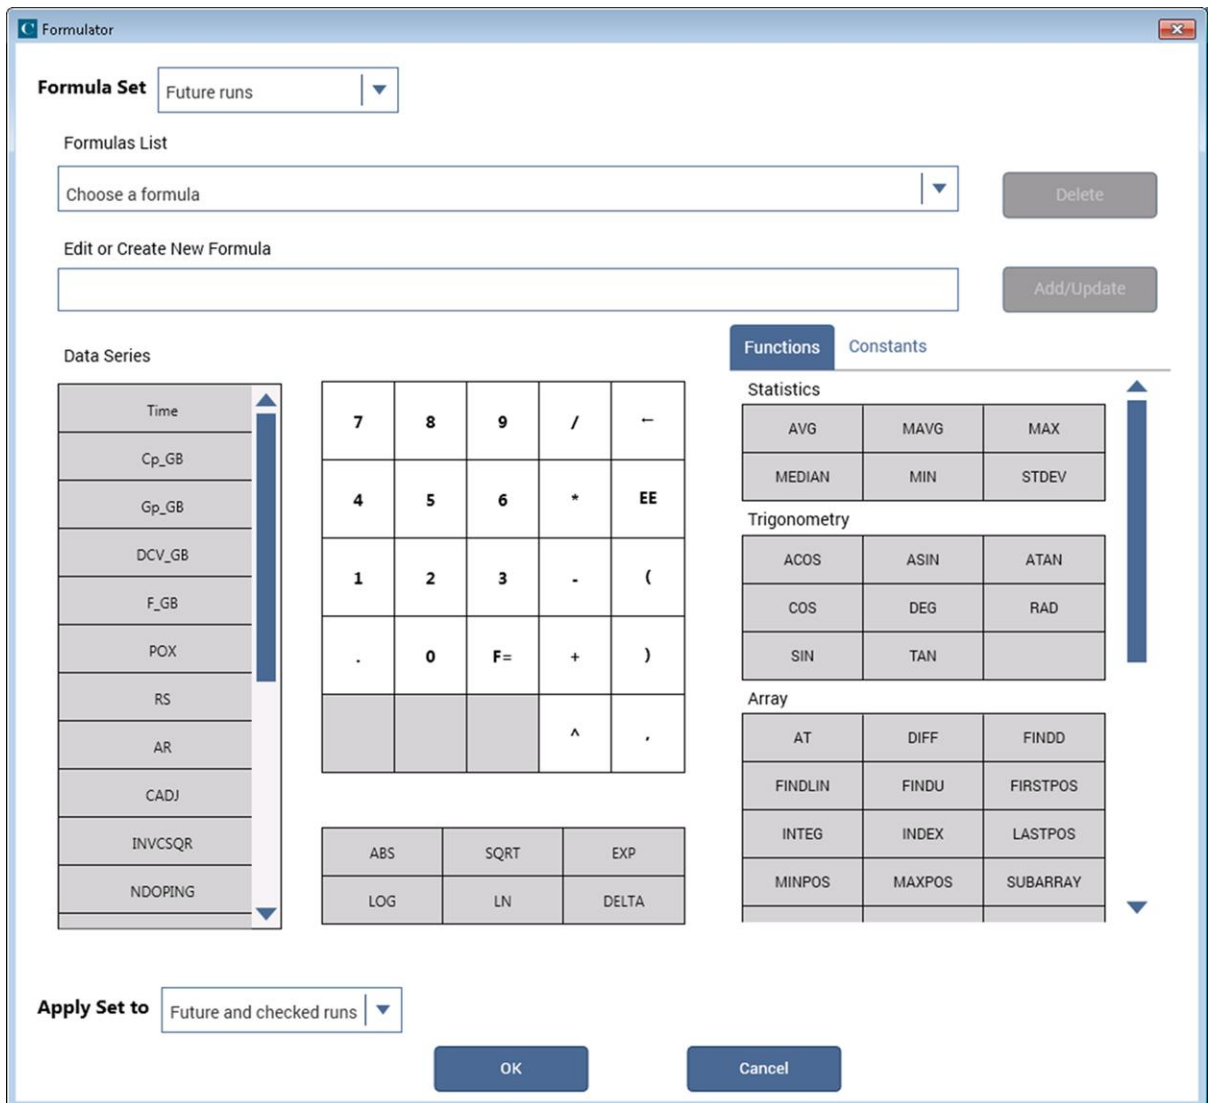 C Formulator
Formula Set Future runs
Formulas List
Choose a formula
Delete
Edit or Create New Formula
Add/Update
Data Series
Time
Cp_GB
Gp_GB
DCV_GB
F_GB
POX
RS
AR
CADJ
INVCSQR
NDOPING
7 8 9 / ←
4 5 6 * EE
1 2 3 - (
. 0 F= + )
^ ,
ABS SQRT EXP
LOG LN DELTA
Functions Constants
Statistics
AVG MAVG MAX
MEDIAN MIN STDEV
Trigonometry
ACOS ASIN ATAN
COS DEG RAD
SIN TAN
Array
AT DIFF FINDD
FINDLIN FINDU FIRSTPOS
INTEG INDEX LASTPOS
MINPOS MAXPOS SUBARRAY
Apply Set to Future and checked runs
OK Cancel